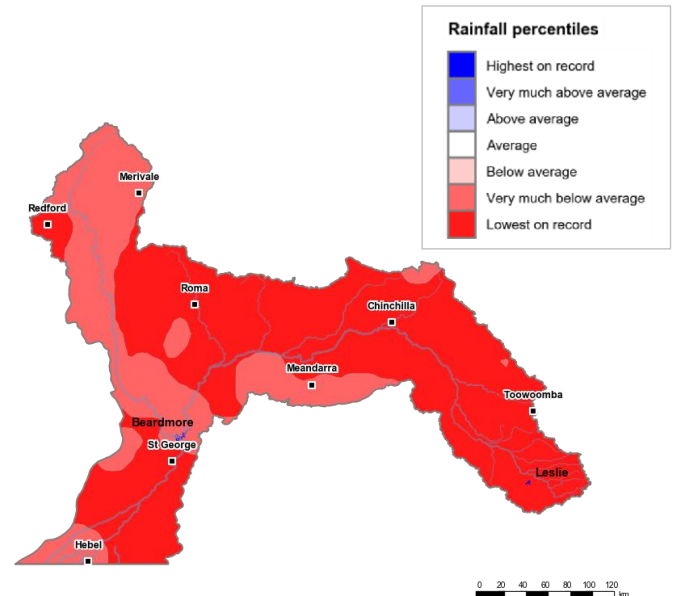 Rainfall percentiles
Highest on record
Very much above average
Above average
Average
Below average
Very much below average
Lowest on record
Merivale
Redford
Roma
Chinchilla
Meandarra
Toowoomba
Beardmore
St George
Leslie
Hebel
0 20 40 60 80 100 120
km